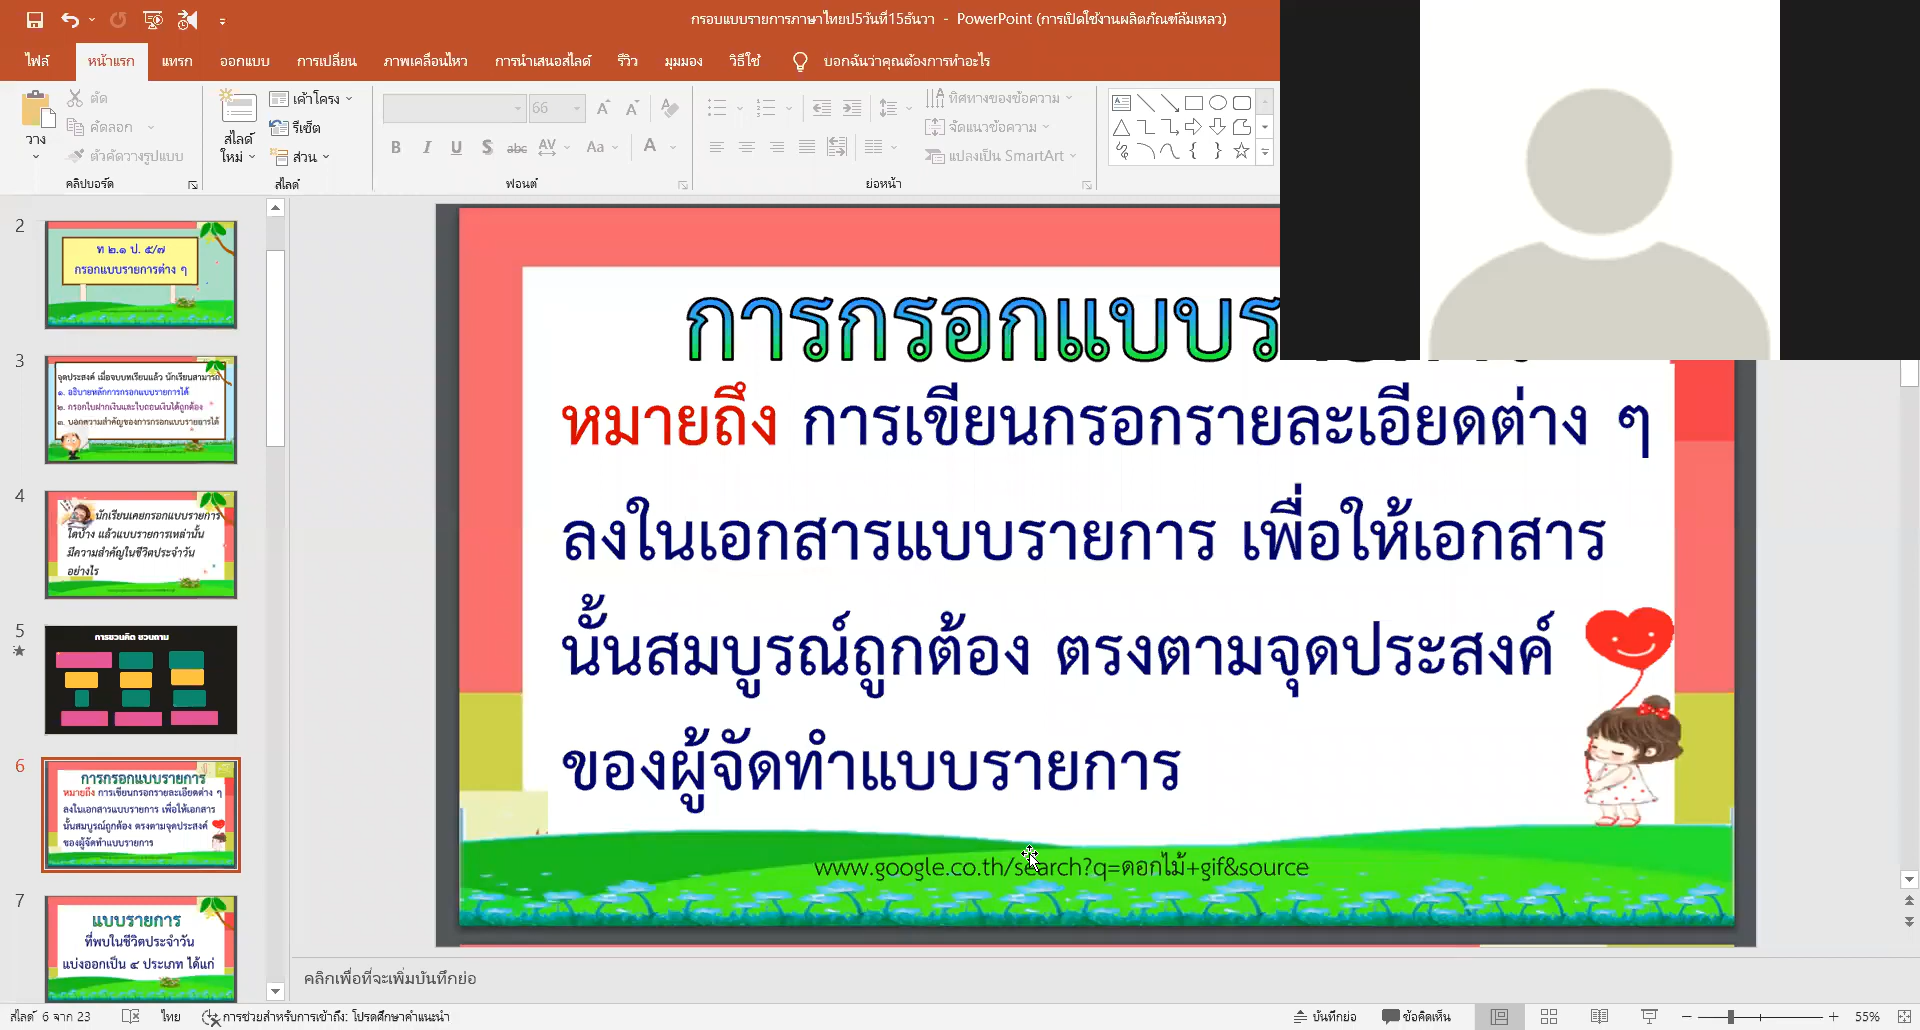 กรอบแบบรายการภาษาไทยป5วันที่15ธันวา - PowerPoint (การเปิดใช้งานผลิตภัณฑ์ล้มเหลว)
ไฟล์ หน้าแรก แทรก ออกแบบ การเปลี่ยน ภาพเคลื่อนไหว การนำเสนอสไลด์ รีวิว มุมมอง วิธีใช้ บอกฉันว่าคุณต้องการทำอะไร
วาง
ตัด
คัดลอก
ตัวคัดวางรูปแบบ
คลิปบอร์ด
สไลด์
ใหม่
เค้าโครง
รีเซ็ต
ส่วน
สไลด์
66
B I U S abc AV Aa A
ฟอนต์
ทิศทางของข้อความ
จัดแนวข้อความ
แปลงเป็น SmartArt
ย่อหน้า
2
ท ๒.๑ ป. ๕/๗
กรอกแบบรายการต่าง ๆ
3
จุดประสงค์ เมื่อจบบทเรียนแล้ว นักเรียนสามารถ
๑. อธิบายหลักการกรอกแบบรายการได้
๒. กรอกใบฝากเงินและใบถอนเงินได้ถูกต้อง
๓. บอกความสำคัญของการกรอกแบบรายการได้
4
นักเรียนเคยกรอกแบบรายการ
ใดบ้าง แล้วแบบรายการเหล่านั้น
มีความสำคัญในชีวิตประจำวัน
อย่างไร
5
การชวนคิด ชวนถาม
6
การกรอกแบบรายการ
หมายถึง การเขียนกรอกรายละเอียดต่าง ๆ
ลงในเอกสารแบบรายการ เพื่อให้เอกสาร
นั้นสมบูรณ์ถูกต้อง ตรงตามจุดประสงค์
ของผู้จัดทำแบบรายการ
7
แบบรายการ
ที่พบในชีวิตประจำวัน
แบ่งออกเป็น ๔ ประเภท ได้แก่
การกรอกแบบร
หมายถึง การเขียนกรอกรายละเอียดต่าง ๆ
ลงในเอกสารแบบรายการ เพื่อให้เอกสาร
นั้นสมบูรณ์ถูกต้อง ตรงตามจุดประสงค์
ของผู้จัดทำแบบรายการ
www.google.co.th/search?q=ดอกไม้+gif&source
คลิกเพื่อที่จะเพิ่มบันทึกย่อ
สไลด์ 6 จาก 23 ไทย การช่วยสำหรับการเข้าถึง: โปรดศึกษาคำแนะนำ บันทึกย่อ ข้อคิดเห็น 55%